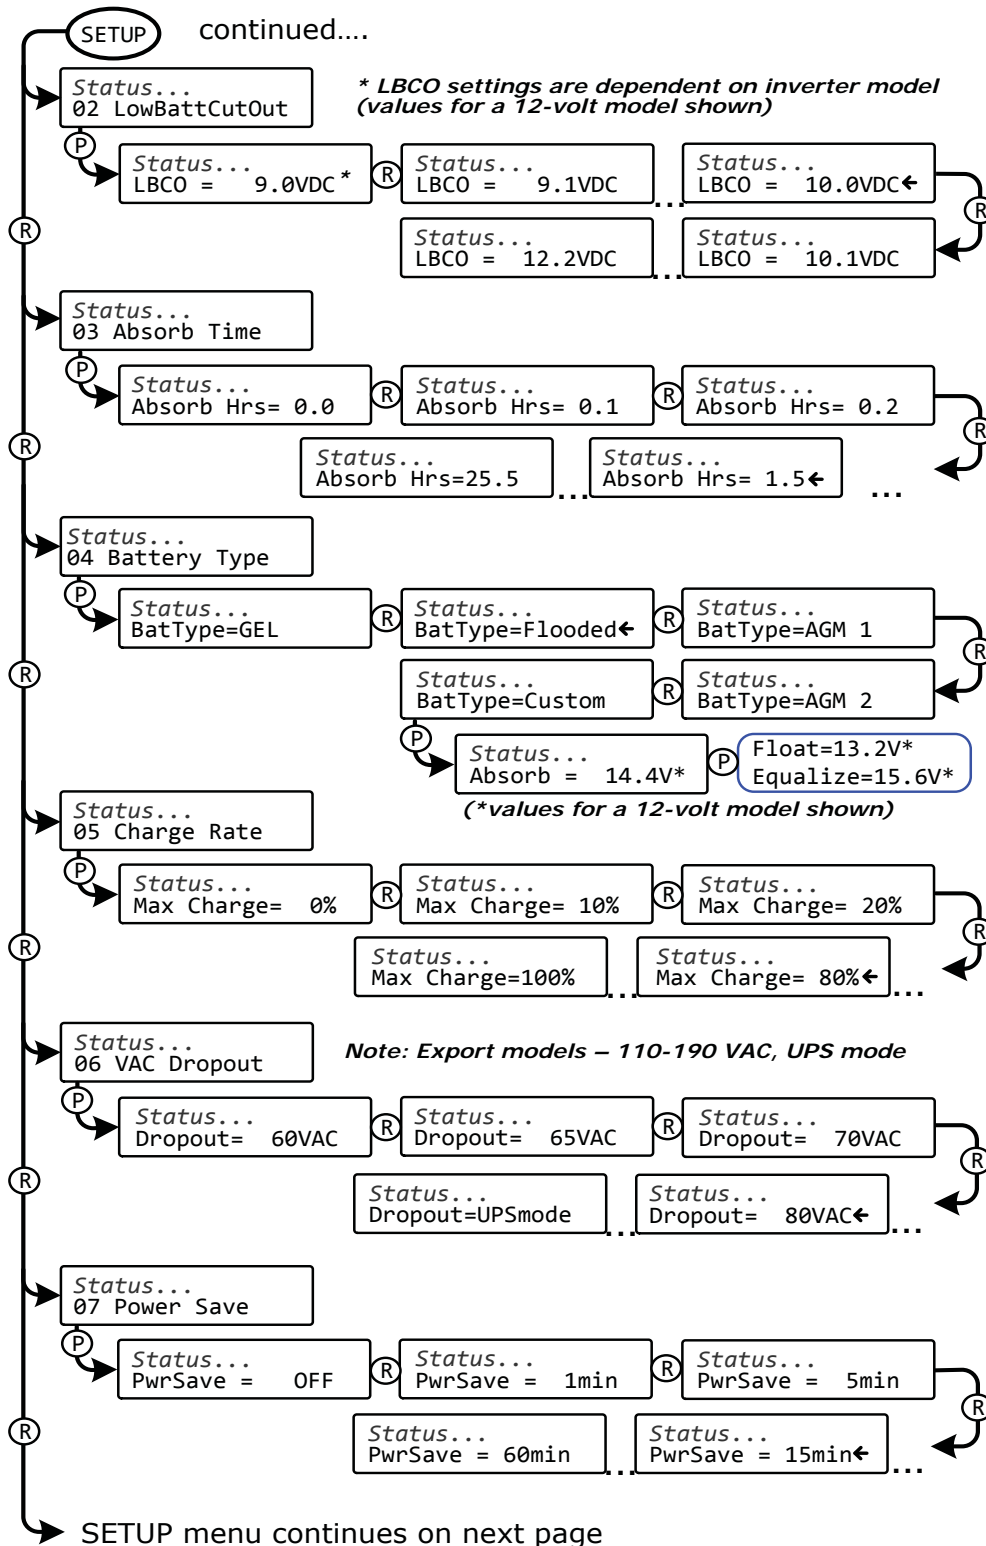 SETUP continued....
Status...
02 LowBattCutOut
* LBCO settings are dependent on inverter model
(values for a 12-volt model shown)
P
Status...
LBCO =   9.0VDC*
R
Status...
LBCO =   9.1VDC
...
Status...
LBCO =  10.0VDC←
R
Status...
LBCO =  12.2VDC
...
Status...
LBCO =  10.1VDC
R
Status...
03 Absorb Time
P
Status...
Absorb Hrs= 0.0
R
Status...
Absorb Hrs= 0.1
R
Status...
Absorb Hrs= 0.2
R
Status...
Absorb Hrs=25.5
...
Status...
Absorb Hrs= 1.5←
...
R
Status...
04 Battery Type
P
Status...
BatType=GEL
R
Status...
BatType=Flooded←
R
Status...
BatType=AGM 1
R
Status...
BatType=Custom
R
Status...
BatType=AGM 2
R
P
Status...
Absorb =  14.4V*
P
Float=13.2V*
Equalize=15.6V*
(*values for a 12-volt model shown)
Status...
05 Charge Rate
P
Status...
Max Charge=  0%
R
Status...
Max Charge= 10%
R
Status...
Max Charge= 20%
R
Status...
Max Charge=100%
...
Status...
Max Charge= 80%←
...
R
Status...
06 VAC Dropout
Note: Export models – 110-190 VAC, UPS mode
P
Status...
Dropout=  60VAC
R
Status...
Dropout=  65VAC
R
Status...
Dropout=  70VAC
R
Status...
Dropout=UPSmode
...
Status...
Dropout=  80VAC←
...
R
Status...
07 Power Save
P
Status...
PwrSave =   OFF
R
Status...
PwrSave =  1min
R
Status...
PwrSave =  5min
R
Status...
PwrSave = 60min
...
Status...
PwrSave = 15min←
...
R
SETUP menu continues on next page